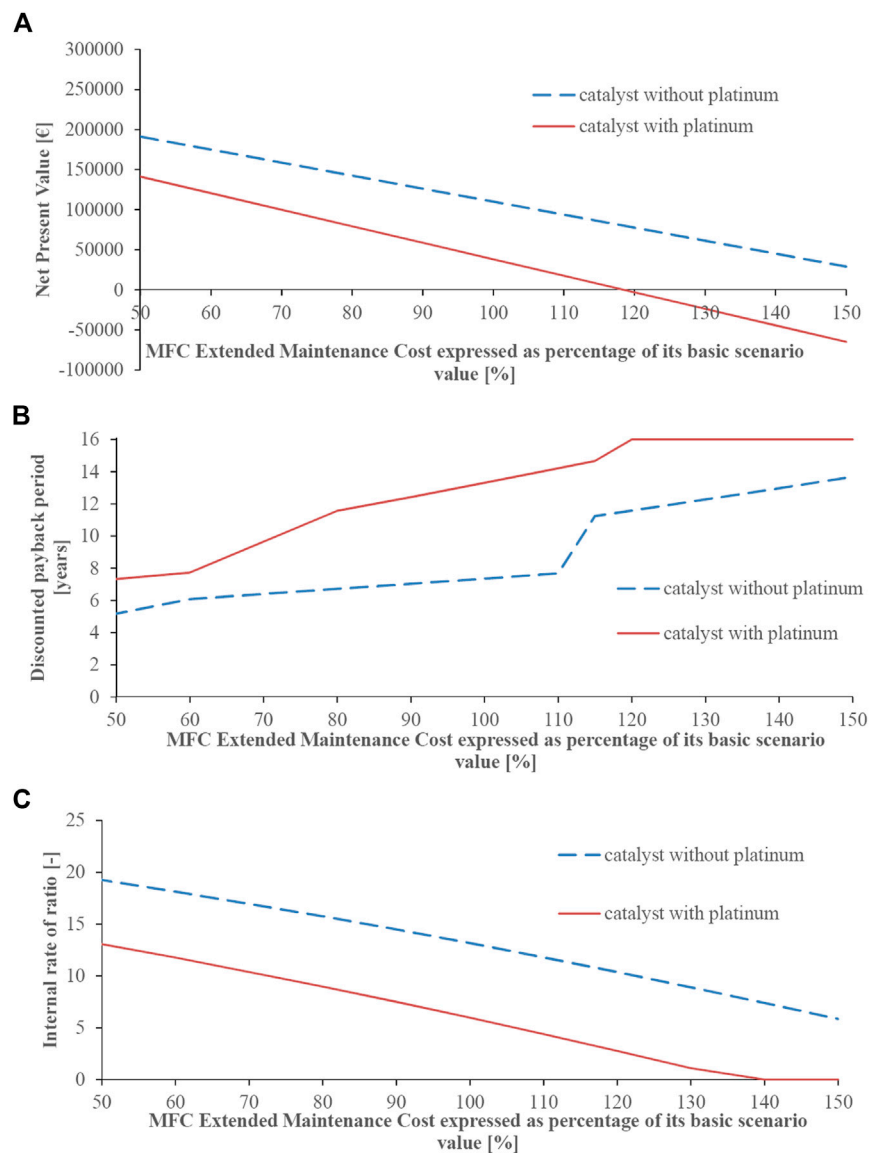 A
300000
250000
200000
150000
100000
50000
0
-50000
-100000
Net Present Value [€]
catalyst without platinum
catalyst with platinum
50 60 70 80 90 100 110 120 130 140 150
MFC Extended Maintenance Cost expressed as percentage of its basic scenario
value [%]
B
16
14
12
10
8
6
4
2
0
Discounted payback period
[years]
catalyst without platinum
catalyst with platinum
50 60 70 80 90 100 110 120 130 140 150
MFC Extended Maintenance Cost expressed as percentage of its basic scenario
value [%]
C
25
20
15
10
5
0
Internal rate of ratio [-]
catalyst without platinum
catalyst with platinum
50 60 70 80 90 100 110 120 130 140 150
MFC Extended Maintenance Cost expressed as percentage of its basic scenario
value [%]